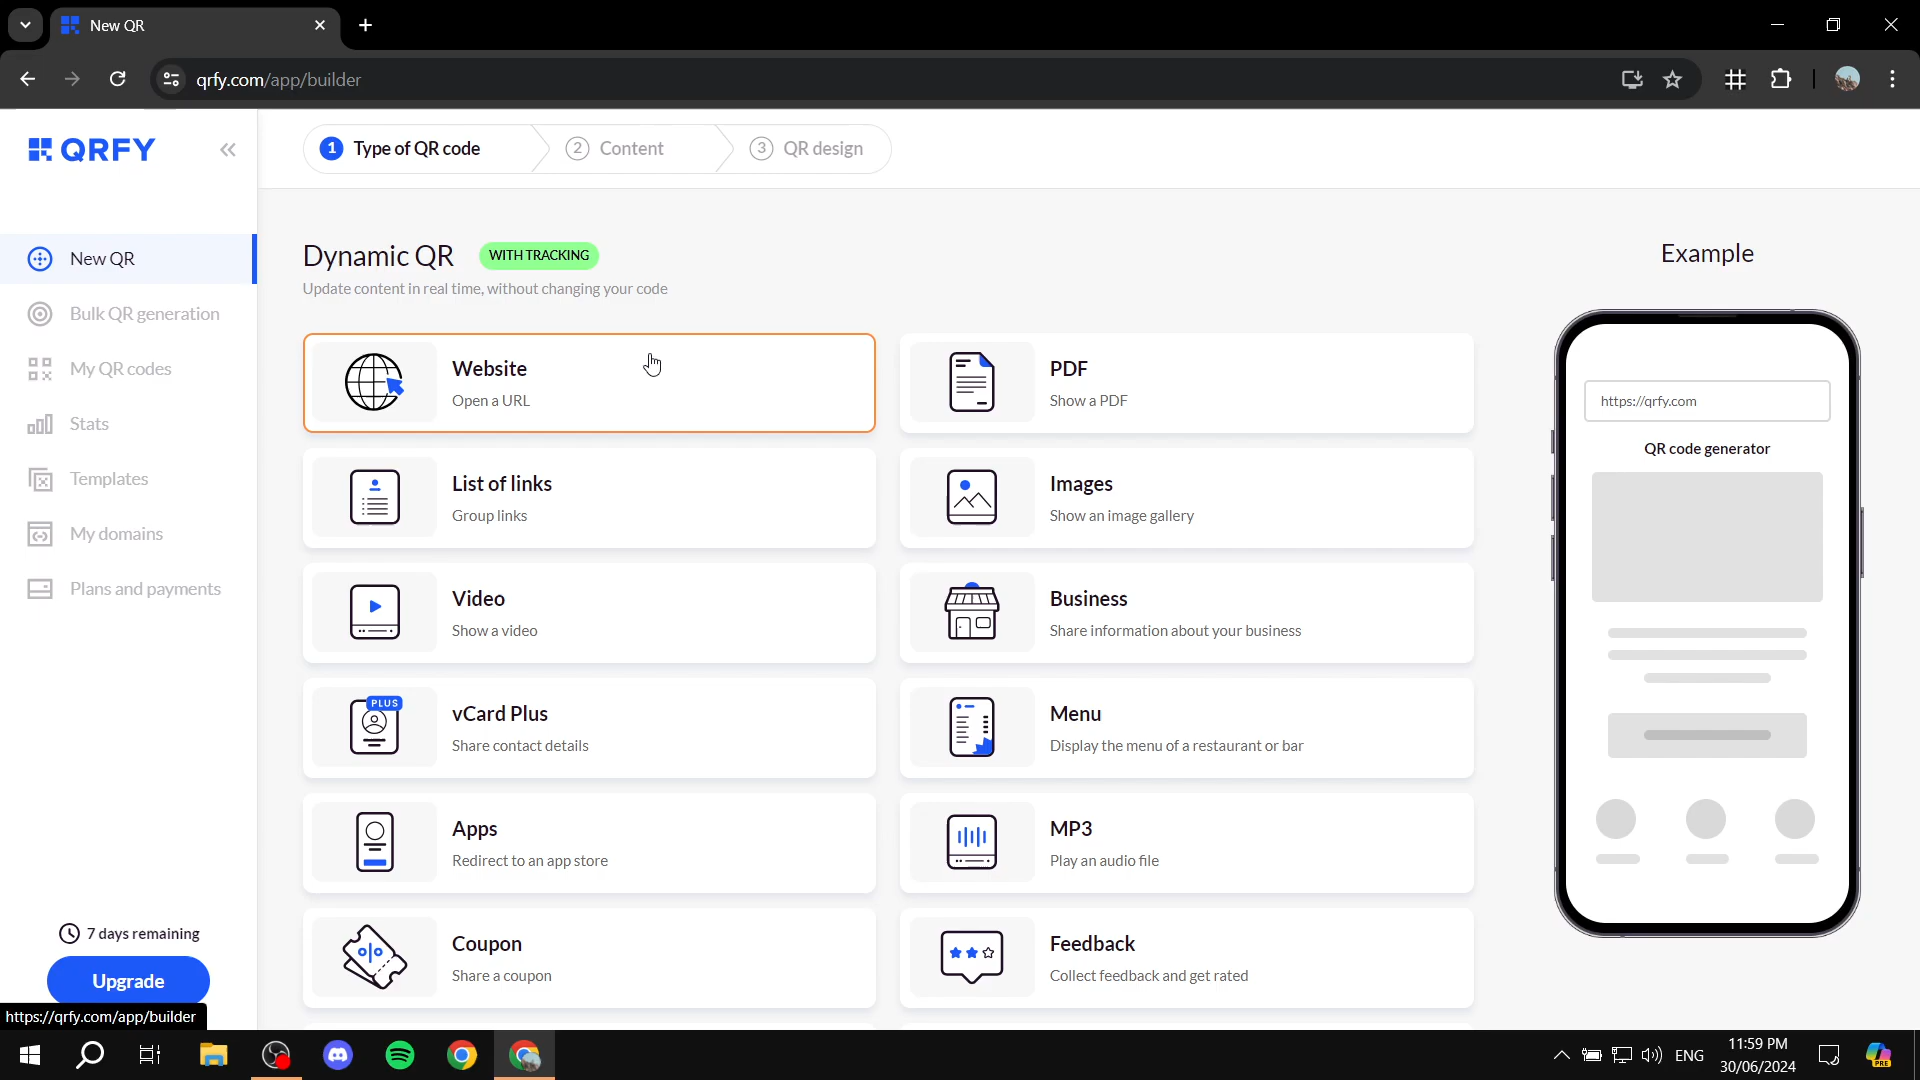 New QR
qrfy.com/app/builder
QRFY
1 Type of QR code
2 Content
3 QR design
New QR
Bulk QR generation
My QR codes
Stats
Templates
My domains
Plans and payments
7 days remaining
Upgrade
https://qrfy.com/app/builder
Dynamic QR
WITH TRACKING
Update content in real time, without changing your code
Website
Open a URL
PDF
Show a PDF
List of links
Group links
Images
Show an image gallery
Video
Show a video
Business
Share information about your business
PLUS
vCard Plus
Share contact details
Menu
Display the menu of a restaurant or bar
Apps
Redirect to an app store
MP3
Play an audio file
Coupon
Share a coupon
Feedback
Collect feedback and get rated
Example
https://qrfy.com
QR code generator
ENG
11:59 PM
30/06/2024
PRE